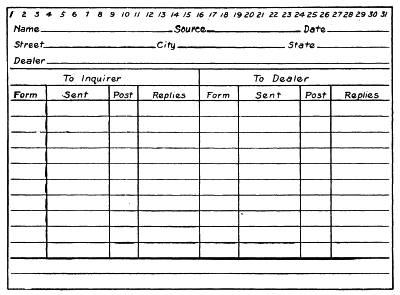 1 2 3 4 5 6 7 8 9 10 11 12 13 14 15 16 17 18 19 20 21 22 23 24 25 26 27 28 29 30 31
Name Source Date
Street City State
Dealer
To Inquirer To Dealer
Form Sent Post Replies Form Sent Post Replies